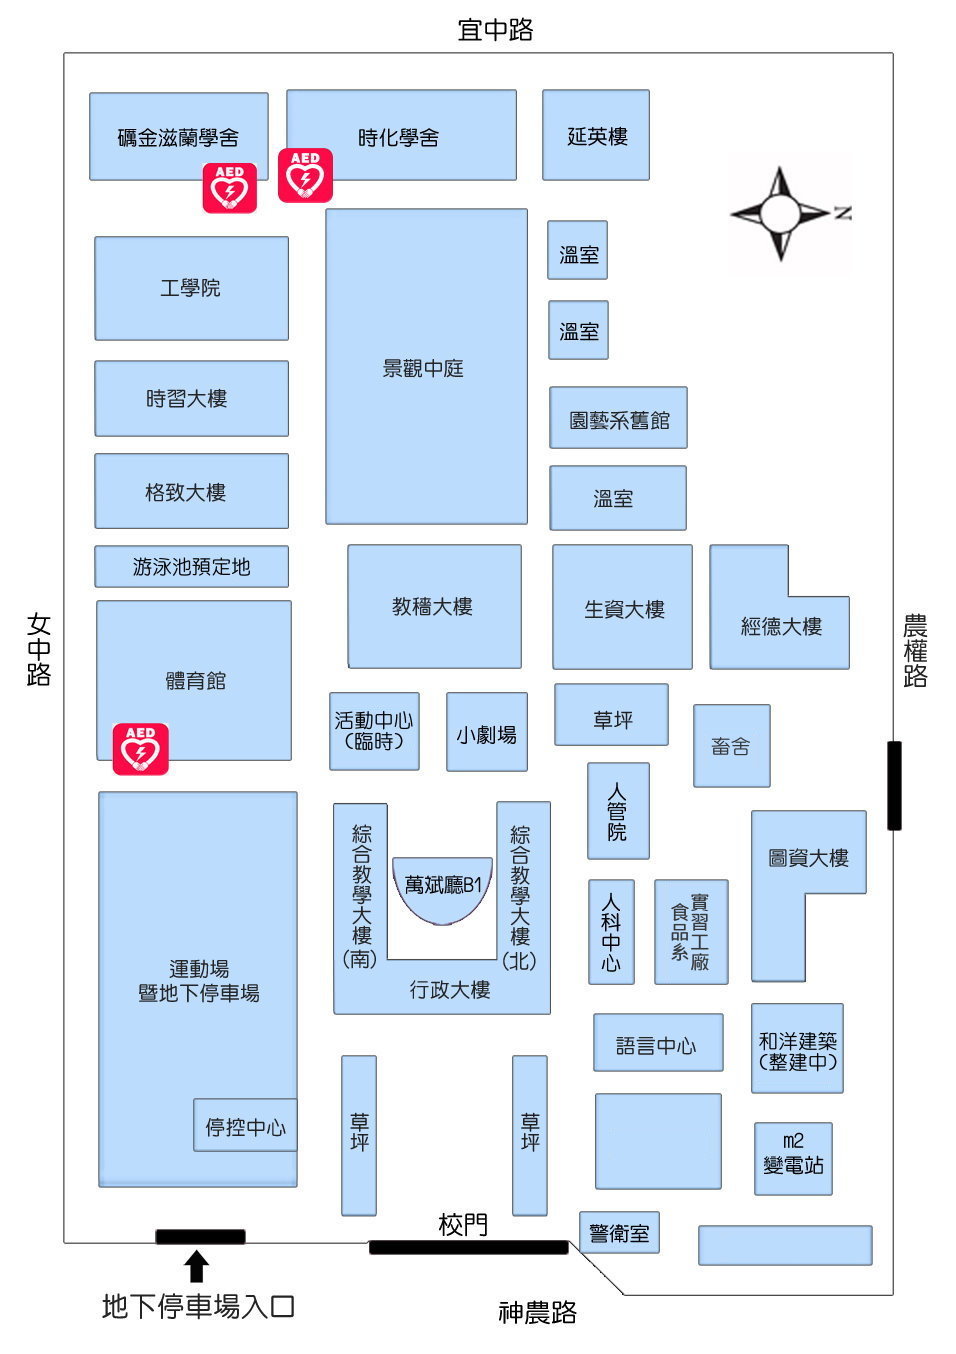 宜中路
礪金滋蘭學舍
時化學舍
延英樓
AED
AED
N
溫室
工學院
溫室
景觀中庭
時習大樓
園藝系舊館
格致大樓
溫室
游泳池預定地
教穡大樓
生資大樓
經德大樓
女中路
農權路
體育館
活動中心
(臨時)
小劇場
草坪
畜舍
AED
人管院
綜合教學大樓(南)
萬斌廳B1
綜合教學大樓(北)
圖資大樓
人科中心
實習工廠
食品系
運動場
暨地下停車場
行政大樓
語言中心
和洋建築
(整建中)
停控中心
草坪
草坪
m2
變電站
校門
警衛室
地下停車場入口
神農路